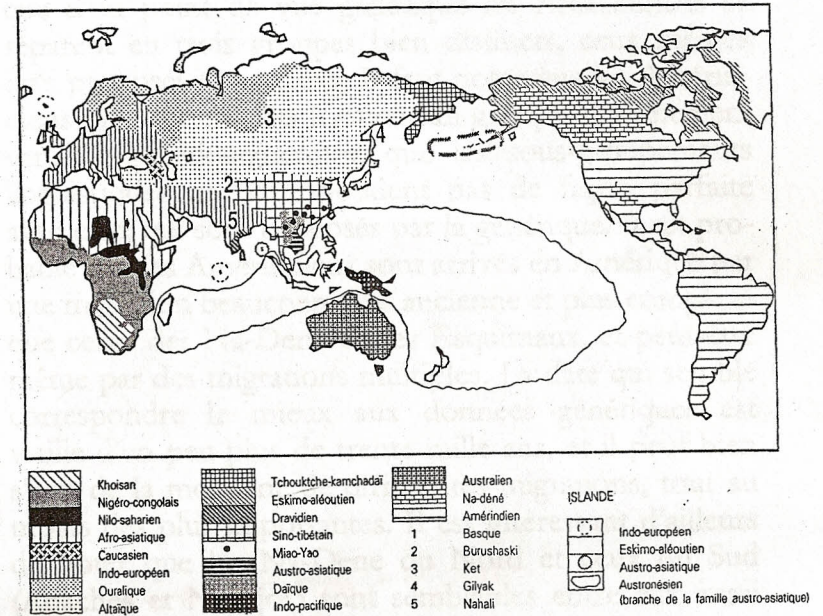 3
4
1
2
5
Khoisan
Nigéro-congolais
Nilo-saharien
Afro-asiatique
Caucasien
Indo-européen
Ouralique
Altaïque
Tchouktche-kamchadaï
Eskimo-aléoutien
Dravidien
Sino-tibétain
Miao-Yao
Austro-asiatique
Daïque
Indo-pacifique
Australien
Na-déné
Amérindien
1 Basque
2 Burushaski
3 Ket
4 Gilyak
5 Nahali
ISLANDE
Indo-européen
Eskimo-aléoutien
Austro-asiatique
Austronésien
(branche de la famille austro-asiatique)